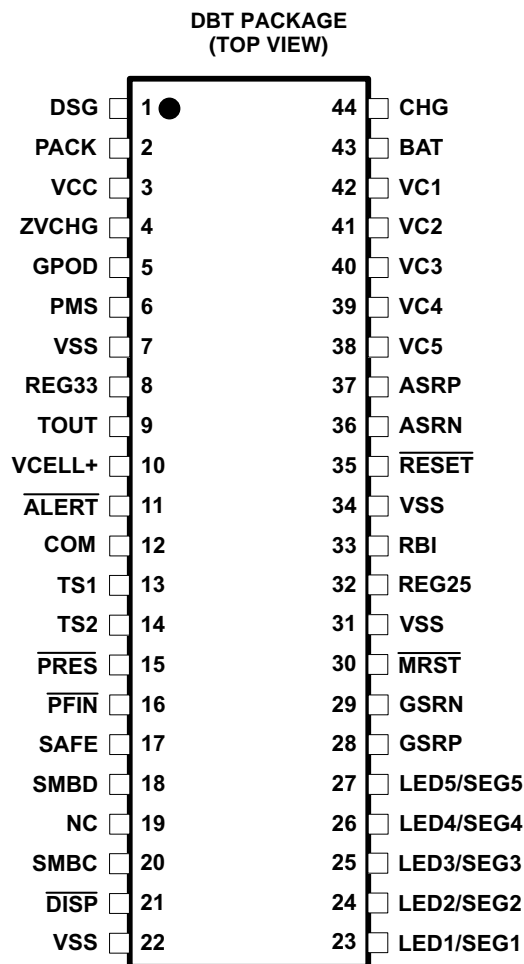 DBT PACKAGE
(TOP VIEW)
DSG 1 44 CHG
PACK 2 43 BAT
VCC 3 42 VC1
ZVCHG 4 41 VC2
GPOD 5 40 VC3
PMS 6 39 VC4
VSS 7 38 VC5
REG33 8 37 ASRP
TOUT 9 36 ASRN
VCELL+ 10 35 RESET
ALERT 11 34 VSS
COM 12 33 RBI
TS1 13 32 REG25
TS2 14 31 VSS
PRES 15 30 MRST
PFIN 16 29 GSRN
SAFE 17 28 GSRP
SMBD 18 27 LED5/SEG5
NC 19 26 LED4/SEG4
SMBC 20 25 LED3/SEG3
DISP 21 24 LED2/SEG2
VSS 22 23 LED1/SEG1